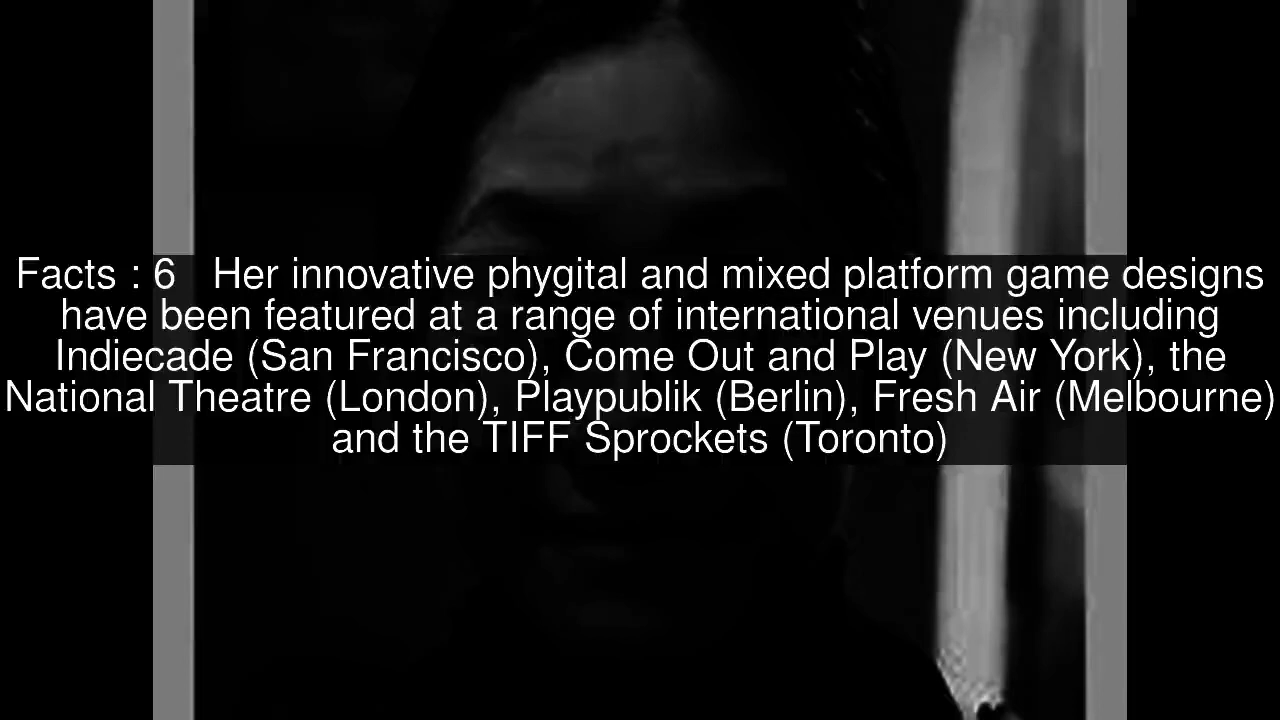 Facts : 6   Her innovative phygital and mixed platform game designs
have been featured at a range of international venues including
Indiecade (San Francisco), Come Out and Play (New York), the
National Theatre (London), Playpublik (Berlin), Fresh Air (Melbourne)
and the TIFF Sprockets (Toronto)